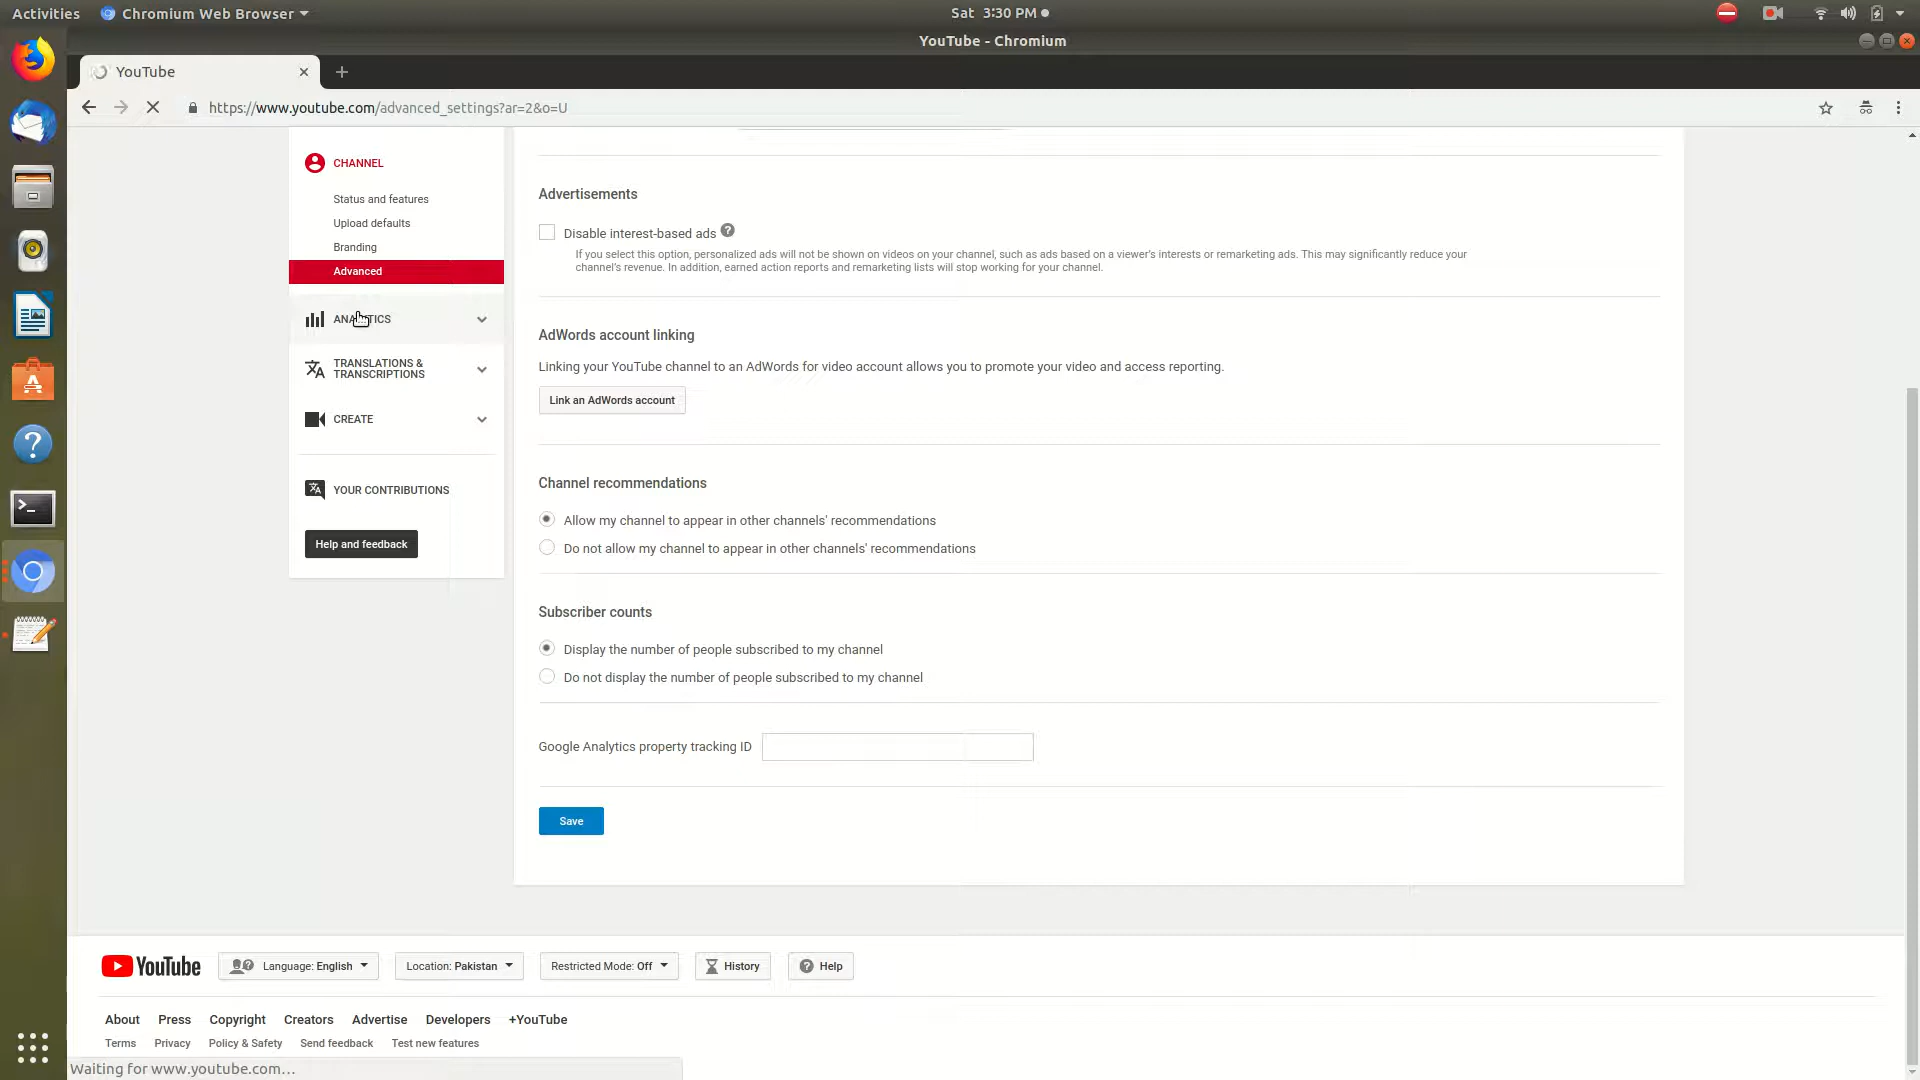 Activities
Chromium Web Browser
Sat 3:30 PM
YouTube - Chromium
YouTube
https://www.youtube.com/advanced_settings?ar=2&o=U
CHANNEL
Status and features
Upload defaults
Branding
Advanced
ANALYTICS
TRANSLATIONS &
TRANSCRIPTIONS
CREATE
YOUR CONTRIBUTIONS
Help and feedback
Advertisements
Disable interest-based ads
If you select this option, personalized ads will not be shown on videos on your channel, such as ads based on a viewer's interests or remarketing ads. This may significantly reduce your
channel's revenue. In addition, earned action reports and remarketing lists will stop working for your channel.
AdWords account linking
Linking your YouTube channel to an AdWords for video account allows you to promote your video and access reporting.
Link an AdWords account
Channel recommendations
Allow my channel to appear in other channels' recommendations
Do not allow my channel to appear in other channels' recommendations
Subscriber counts
Display the number of people subscribed to my channel
Do not display the number of people subscribed to my channel
Google Analytics property tracking ID
Save
YouTube
Language: English
Location: Pakistan
Restricted Mode: Off
History
Help
About Press Copyright Creators Advertise Developers +YouTube
Terms Privacy Policy & Safety Send feedback Test new features
Waiting for www.youtube.com...